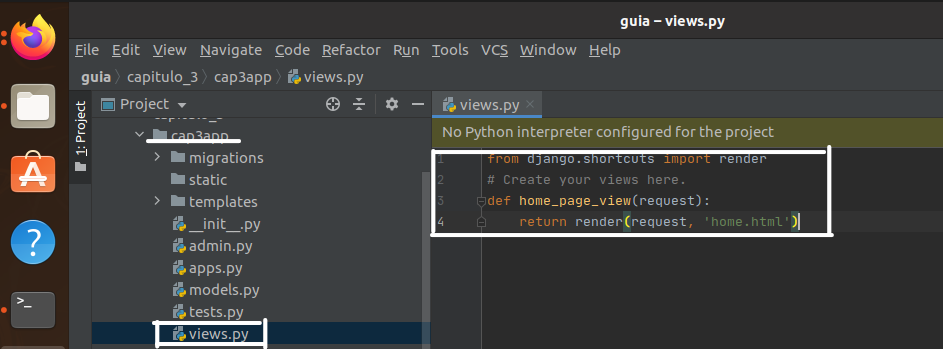 guia – views.py
File Edit View Navigate Code Refactor Run Tools VCS Window Help
guia capitulo_3 cap3app views.py
1: Project
Project
cap3app
migrations
static
templates
__init__.py
admin.py
apps.py
models.py
tests.py
views.py
views.py
No Python interpreter configured for the project
1 from django.shortcuts import render
2 # Create your views here.
3 def home_page_view(request):
4 return render(request, 'home.html')